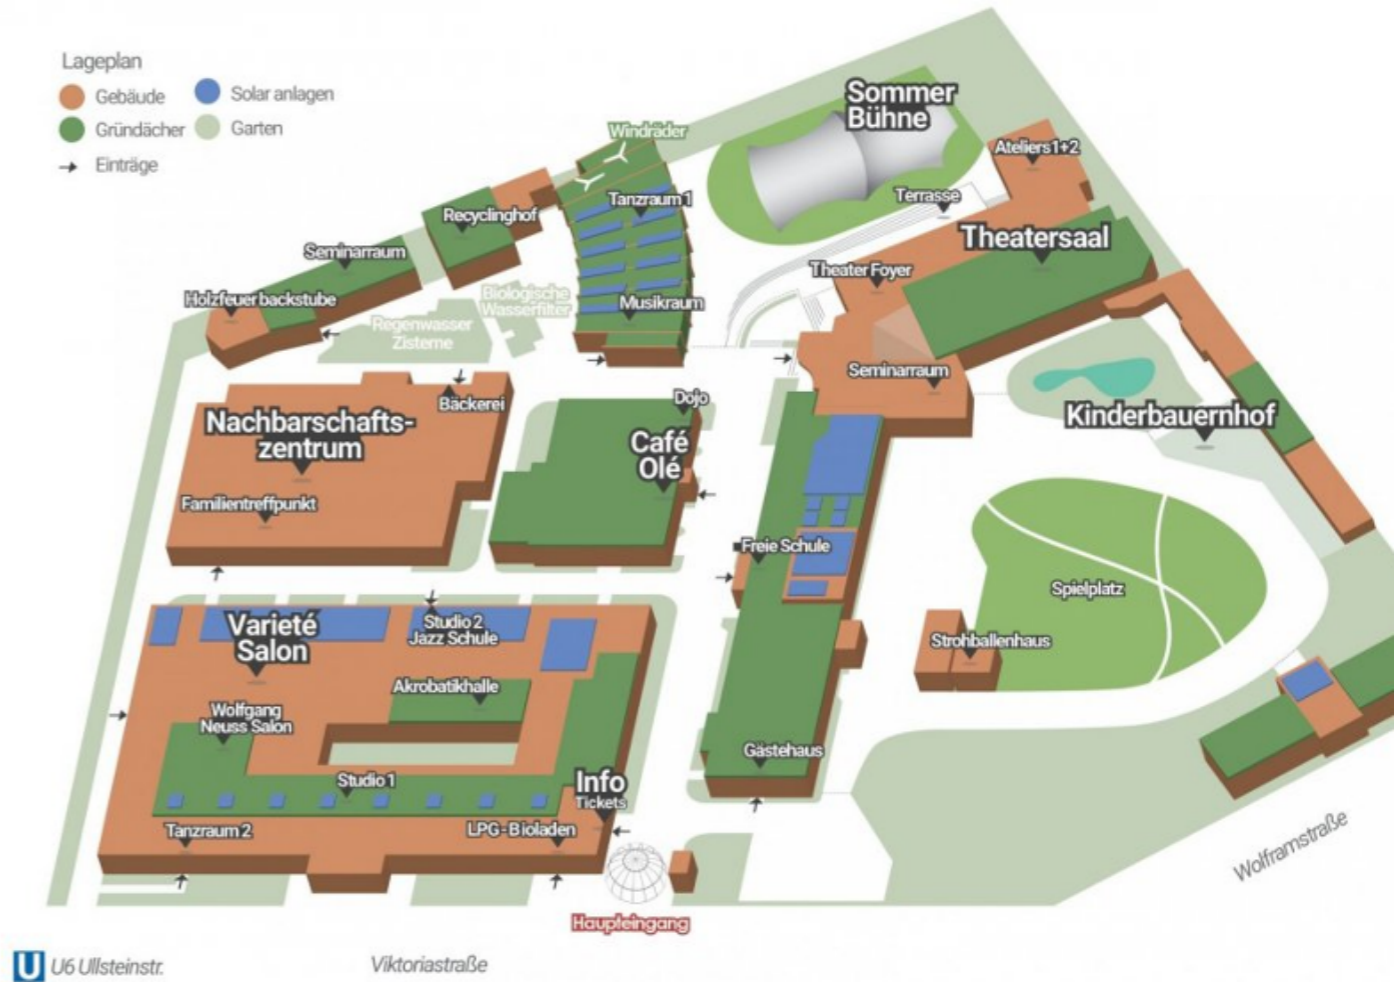 Lageplan
Gebäude
Solar anlagen
Gründächer
Garten
Einträge
Windräder
Sommer
Bühne
Ateliers 1+2
Tanzraum 1
Terrasse
Recyclinghof
Theatersaal
Seminarraum
Theater Foyer
Holzfeuerbackstube
Biologische
Wasserfilter
Musikraum
Regenwasser
Zisterne
Seminarraum
Bäckerei
Dojo
Nachbarschafts-
zentrum
Kinderbauernhof
Café
Olé
Familientreffpunkt
Freie Schule
Spielplatz
Varieté
Salon
Studio 2
Jazz Schule
Strohballenhaus
Akrobatikhalle
Wolfgang
Neuss Salon
Gästehaus
Studio 1
Info
Tickets
Tanzraum 2
LPG - Bioladen
Wolframstraße
Haupteingang
U U6 Ullsteinstr.
Viktoriastraße